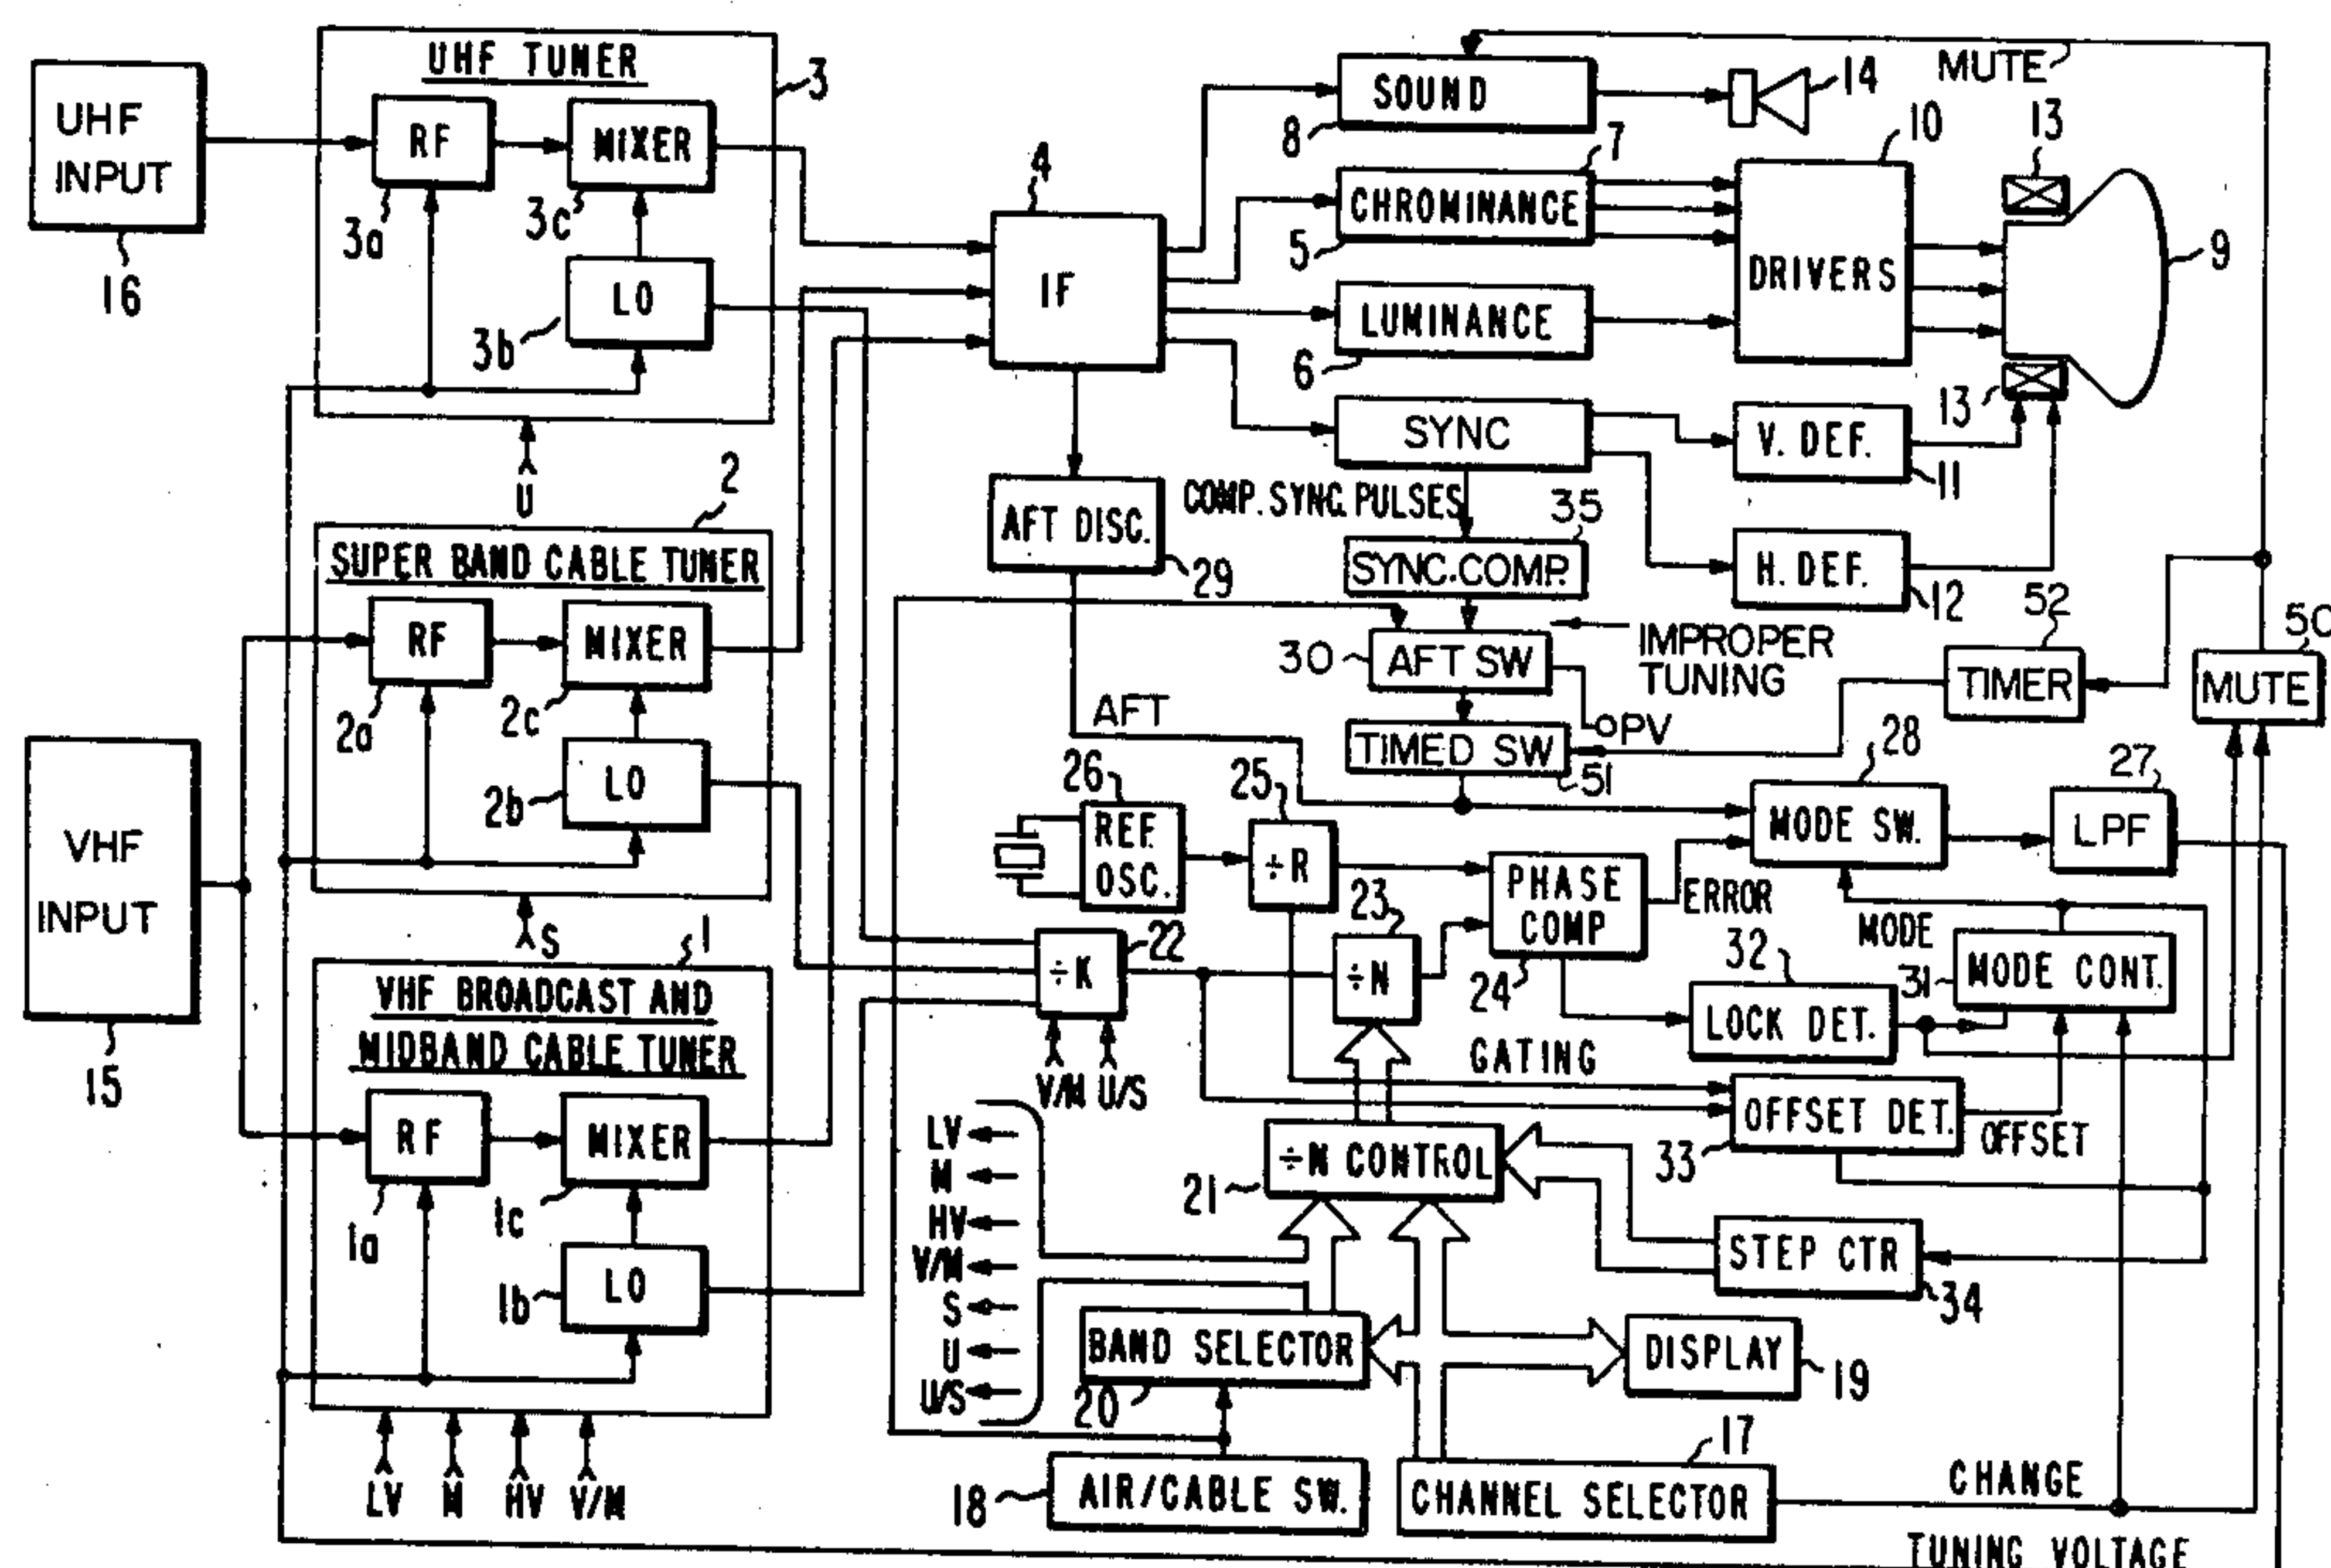 UHF TUNER
3
UHF
INPUT
16
RF
3a
MIXER
3c
LO
3b
U
SOUND
8
14
MUTE
CHROMINANCE
7
5
10
13
DRIVERS
9
4
IF
LUMINANCE
6
13
SYNC
V. DEF.
11
H. DEF.
12
COMP. SYNC. PULSES
35
SYNC. COMP.
AFT DISC.
29
2
SUPER BAND CABLE TUNER
RF
2a
MIXER
2c
LO
2b
S
30
AFT SW
IMPROPER
TUNING
PV
52
TIMER
50
MUTE
AFT
TIMED SW
51
28
MODE SW.
27
LPF
26
REF.
OSC.
25
÷R
PHASE
COMP
24
ERROR
MODE
VHF
INPUT
15
22
÷K
V/M
U/S
23
÷N
32
LOCK DET.
31
MODE CONT.
GATING
OFFSET DET.
33
OFFSET
1
VHF BROADCAST AND
MIDBAND CABLE TUNER
RF
1a
MIXER
1c
LO
1b
LV
M
HV
V/M
LV
M
HV
V/M
S
U
U/S
÷N CONTROL
21
STEP CTR
34
BAND SELECTOR
20
DISPLAY
19
18
AIR/CABLE SW.
17
CHANNEL SELECTOR
CHANGE
TUNING VOLTAGE